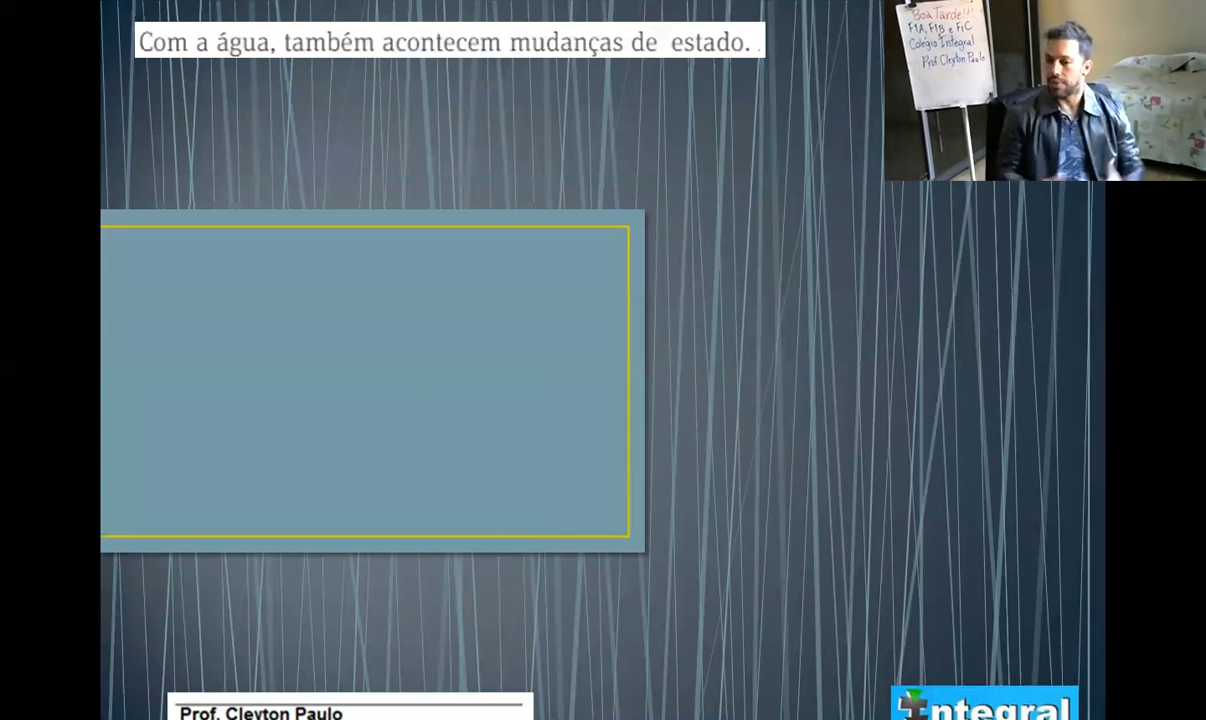 Com a água, também acontecem mudanças de estado.
Boa Tarde!!!
F1A, F1B e F1C
Colégio Integral
Prof Cleyton Paulo
Prof. Cleyton Paulo
Integral